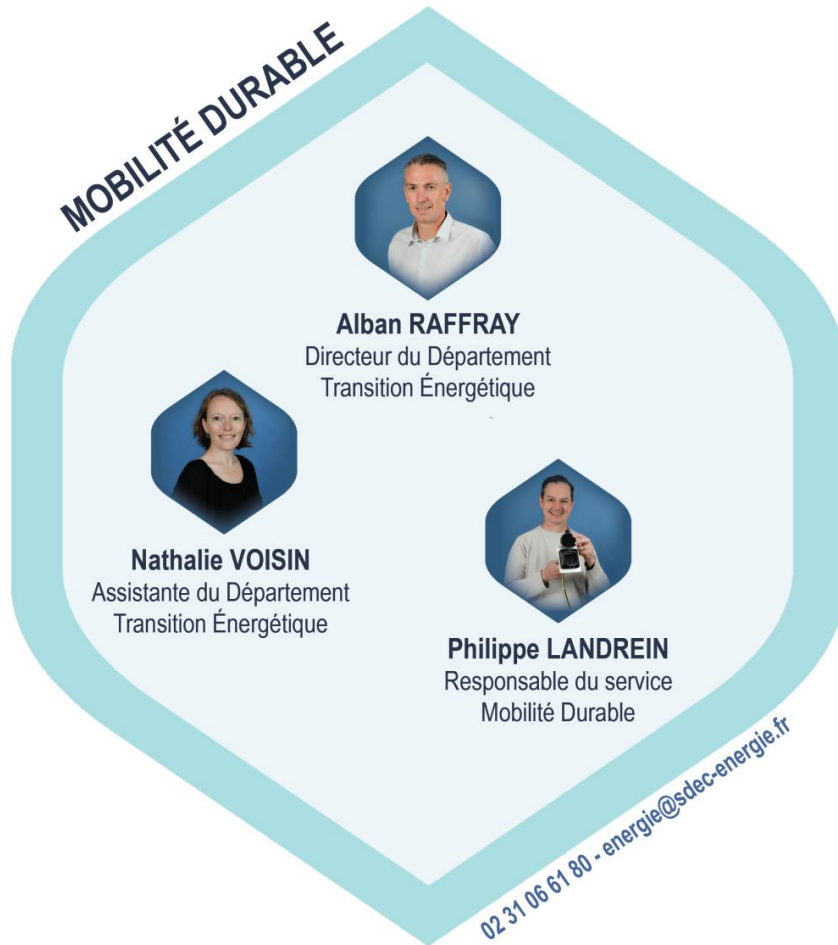 MOBILITÉ DURABLE
Alban RAFFRAY
Directeur du Département
Transition Énergétique
Nathalie VOISIN
Assistante du Département
Transition Énergétique
Philippe LANDREIN
Responsable du service
Mobilité Durable
02 31 06 61 80 - energie@sdec-energie.fr